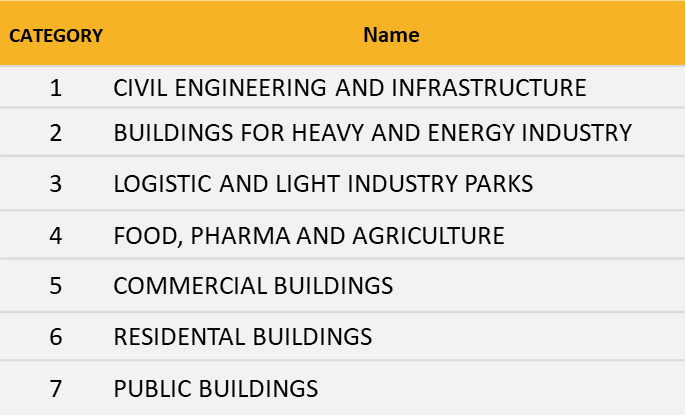 CATEGORY Name
1 CIVIL ENGINEERING AND INFRASTRUCTURE
2 BUILDINGS FOR HEAVY AND ENERGY INDUSTRY
3 LOGISTIC AND LIGHT INDUSTRY PARKS
4 FOOD, PHARMA AND AGRICULTURE
5 COMMERCIAL BUILDINGS
6 RESIDENTAL BUILDINGS
7 PUBLIC BUILDINGS